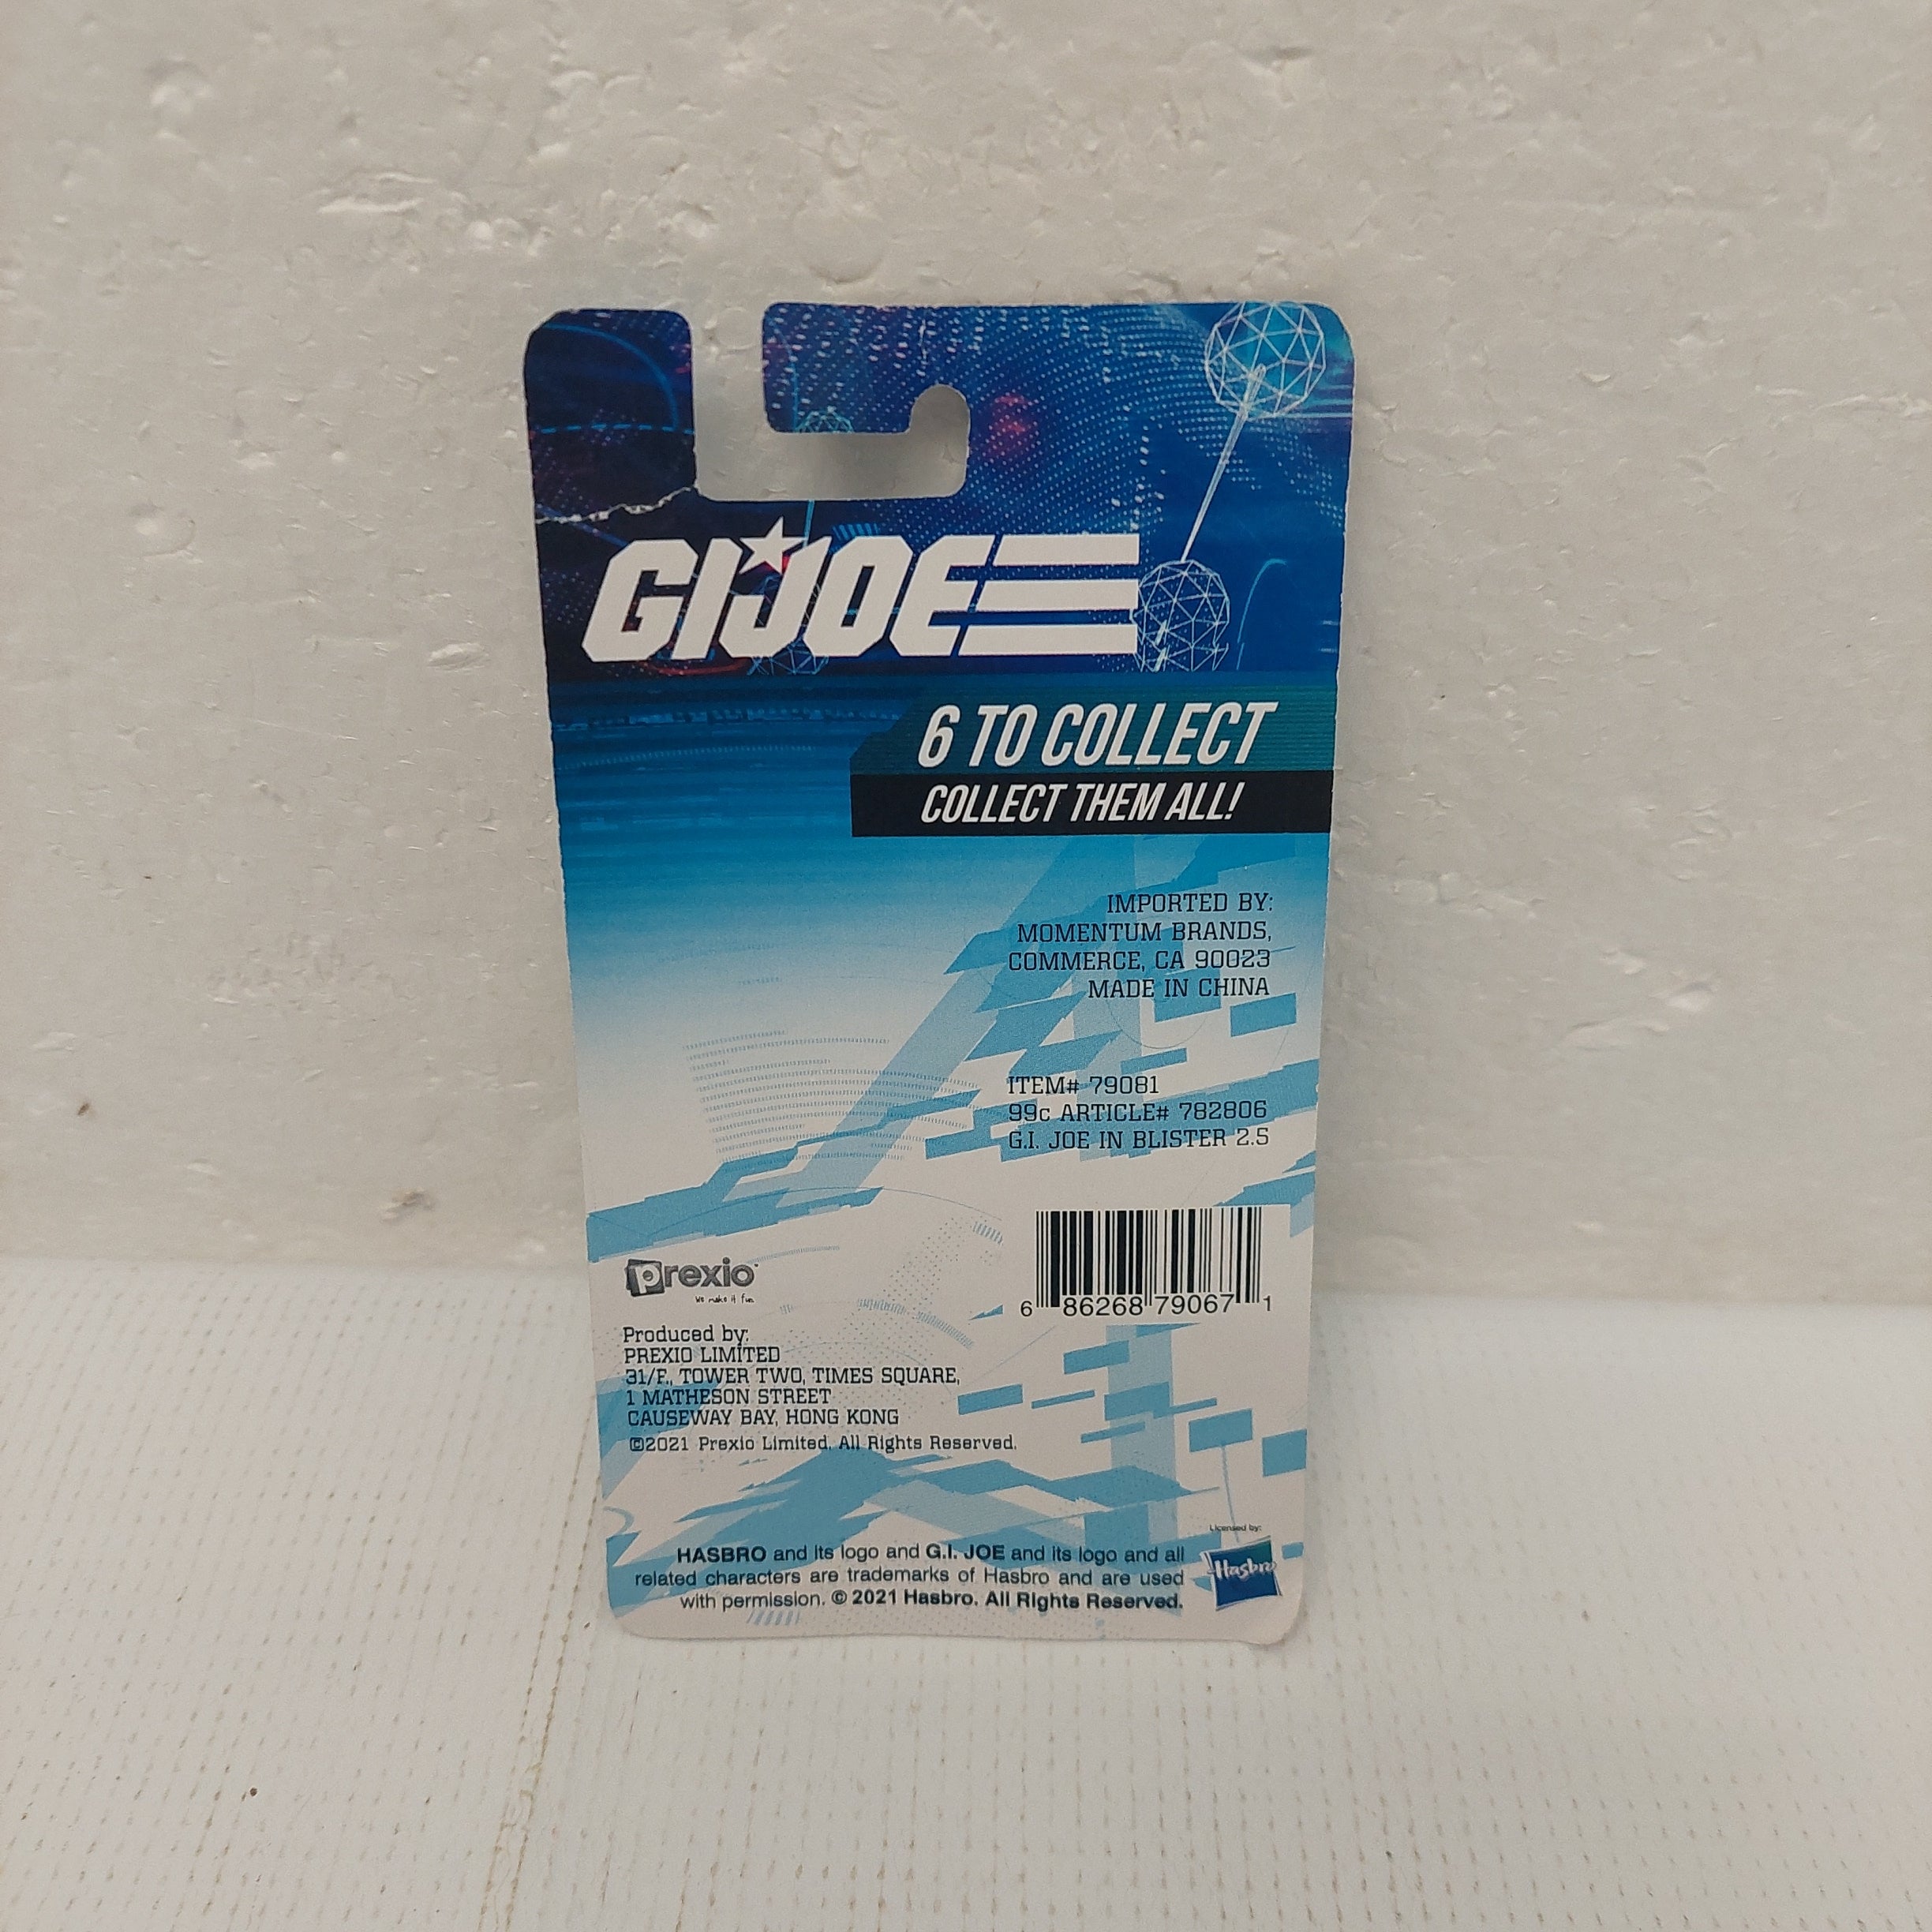 GIJOE
6 TO COLLECT
COLLECT THEM ALL!
IMPORTED BY:
MOMENTUM BRANDS,
COMMERCE, CA 90023
MADE IN CHINA
ITEM# 79081
99c ARTICLE# 782806
G.I. JOE IN BLISTER 2.5
6 86268 79067 1
prexio
We make it fun
Produced by:
PREXIO LIMITED
31/F., TOWER TWO, TIMES SQUARE,
1 MATHESON STREET
CAUSEWAY BAY, HONG KONG
©2021 Prexio Limited. All Rights Reserved.
Licensed by:
Hasbro
HASBRO and its logo and G.I. JOE and its logo and all
related characters are trademarks of Hasbro and are used
with permission. © 2021 Hasbro. All Rights Reserved.